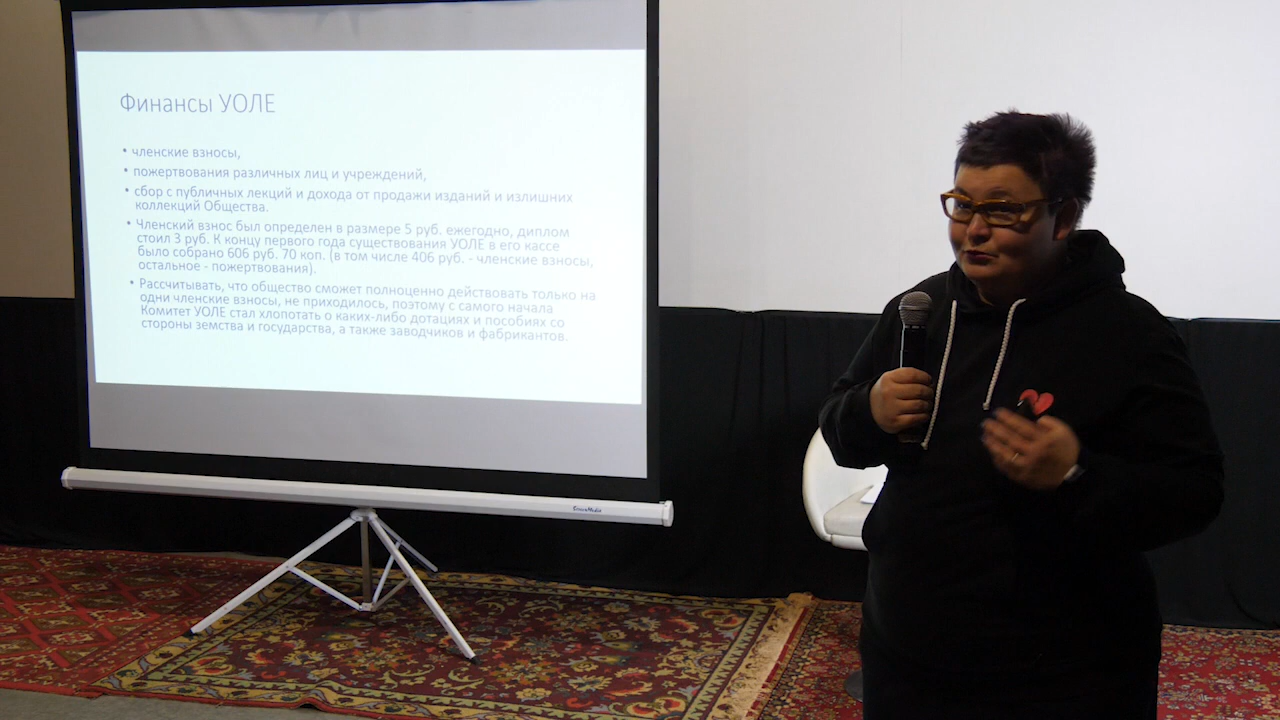 Финансы УОЛЕ
• членские взносы,
• пожертвования различных лиц и учреждений,
• сбор с публичных лекций и дохода от продажи изданий и излишних
коллекций Общества.
• Членский взнос был определен в размере 5 руб. ежегодно, диплом
стоил 3 руб. К концу первого года существования УОЛЕ в его кассе
было собрано 606 руб. 70 коп. (в том числе 406 руб. - членские взносы,
остальное - пожертвования).
• Рассчитывать, что общество сможет полноценно действовать только на
одни членские взносы, не приходилось, поэтому с самого начала
Комитет УОЛЕ стал хлопотать о каких-либо дотациях и пособиях со
стороны земства и государства, а также заводчиков и фабрикантов.